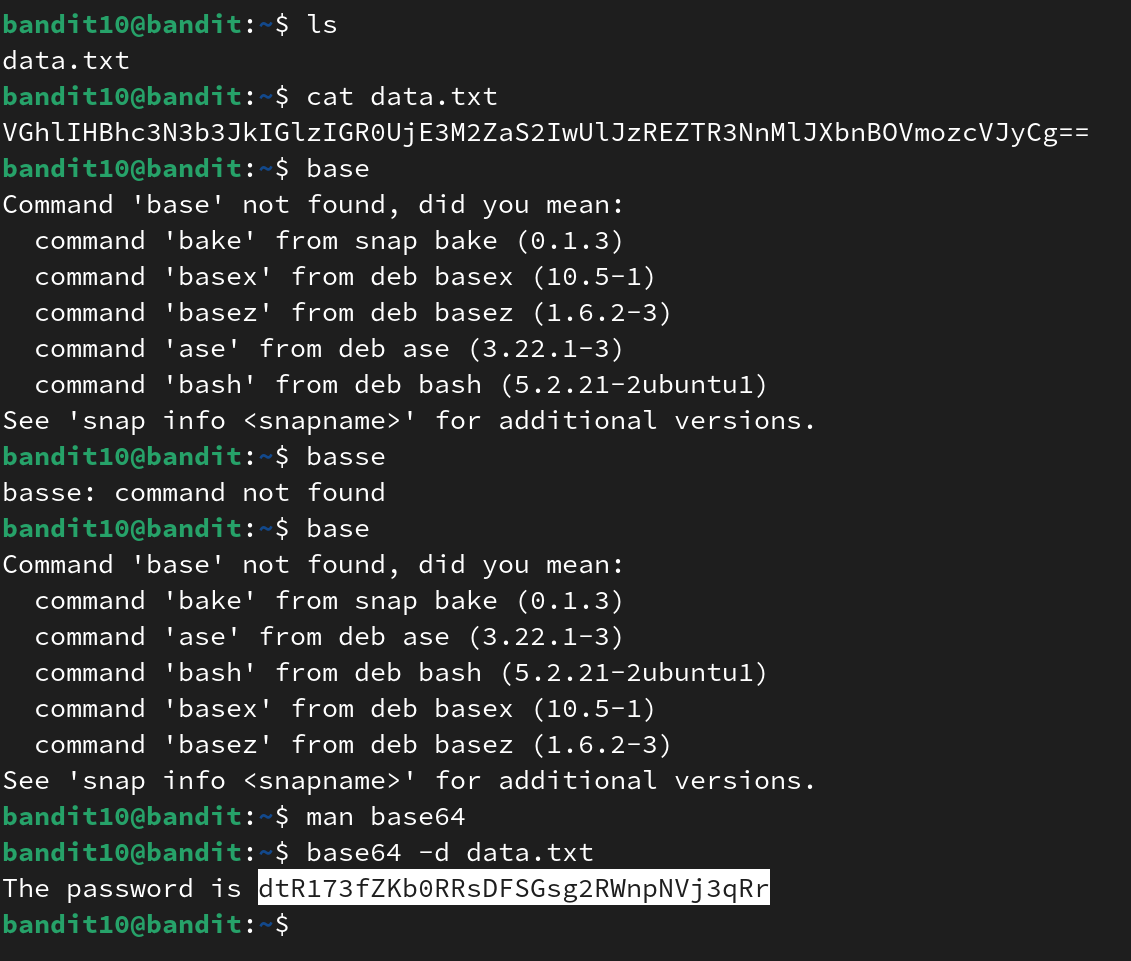 bandit10@bandit:~$ ls
data.txt
bandit10@bandit:~$ cat data.txt
VGhlIHBhc3N3b3JkIGlzIGR0UjE3M2ZaS2IwUlJzREZTR3NnMlJXbnBOVmozcVJyCg==
bandit10@bandit:~$ base
Command 'base' not found, did you mean:
  command 'bake' from snap bake (0.1.3)
  command 'basex' from deb basex (10.5-1)
  command 'basez' from deb basez (1.6.2-3)
  command 'ase' from deb ase (3.22.1-3)
  command 'bash' from deb bash (5.2.21-2ubuntu1)
See 'snap info <snapname>' for additional versions.
bandit10@bandit:~$ basse
basse: command not found
bandit10@bandit:~$ base
Command 'base' not found, did you mean:
  command 'bake' from snap bake (0.1.3)
  command 'ase' from deb ase (3.22.1-3)
  command 'bash' from deb bash (5.2.21-2ubuntu1)
  command 'basex' from deb basex (10.5-1)
  command 'basez' from deb basez (1.6.2-3)
See 'snap info <snapname>' for additional versions.
bandit10@bandit:~$ man base64
bandit10@bandit:~$ base64 -d data.txt
The password is dtR173fZKb0RRsDFSGsg2RWnpNVj3qRr
bandit10@bandit:~$